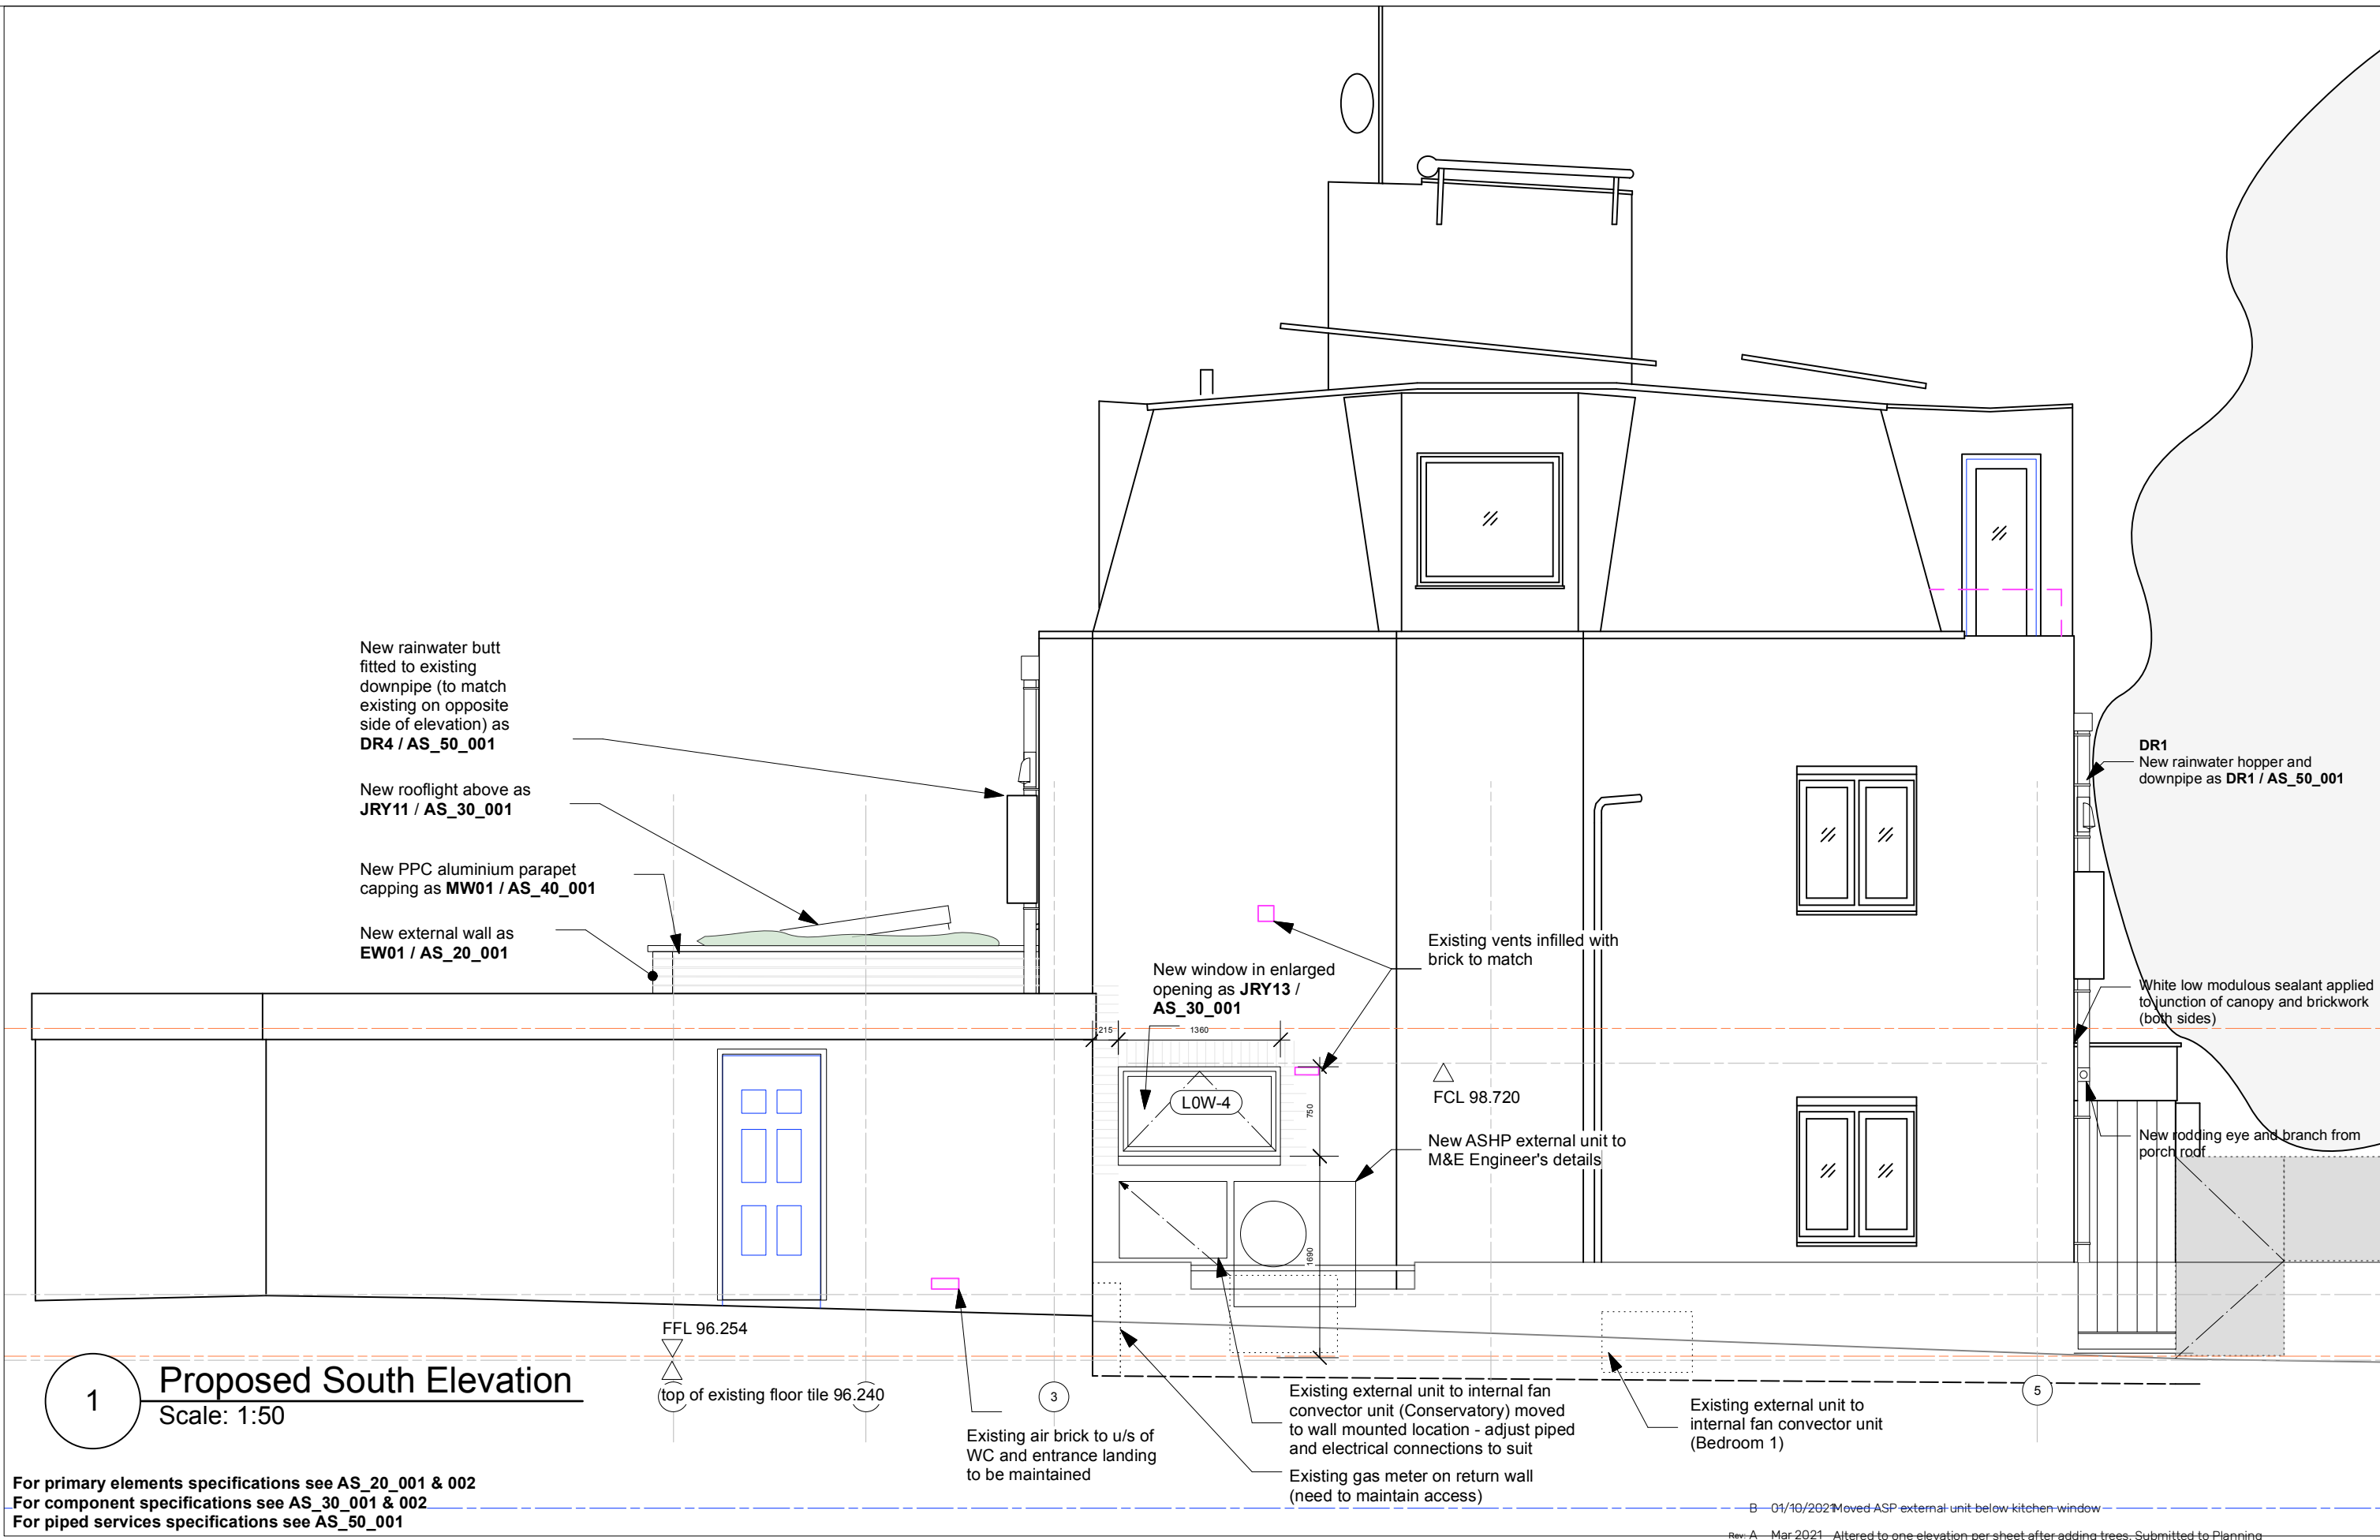 New rainwater butt
fitted to existing
downpipe (to match
existing on opposite
side of elevation) as
DR4 / AS_50_001
New rooflight above as
JRY11 / AS_30_001
New PPC aluminium parapet
capping as MW01 / AS_40_001
New external wall as
EW01 / AS_20_001
New window in enlarged
opening as JRY13 /
AS_30_001
Existing vents infilled with
brick to match
215
1360
L0W-4
750
FCL 98.720
New ASHP external unit to
M&E Engineer's details
1690
DR1
New rainwater hopper and
downpipe as DR1 / AS_50_001
White low modulous sealant applied
to junction of canopy and brickwork
(both sides)
New rodding eye and branch from
porch roof
FFL 96.254
(top of existing floor tile 96.240
3
5
Existing air brick to u/s of
WC and entrance landing
to be maintained
Existing external unit to internal fan
convector unit (Conservatory) moved
to wall mounted location - adjust piped
and electrical connections to suit
Existing gas meter on return wall
(need to maintain access)
Existing external unit to
internal fan convector unit
(Bedroom 1)
1
Proposed South Elevation
Scale: 1:50
For primary elements specifications see AS_20_001 & 002
For component specifications see AS_30_001 & 002
For piped services specifications see AS_50_001
B 01/10/2021 Moved ASP external unit below kitchen window
Rev: A Mar 2021 Altered to one elevation per sheet after adding trees. Submitted to Planning